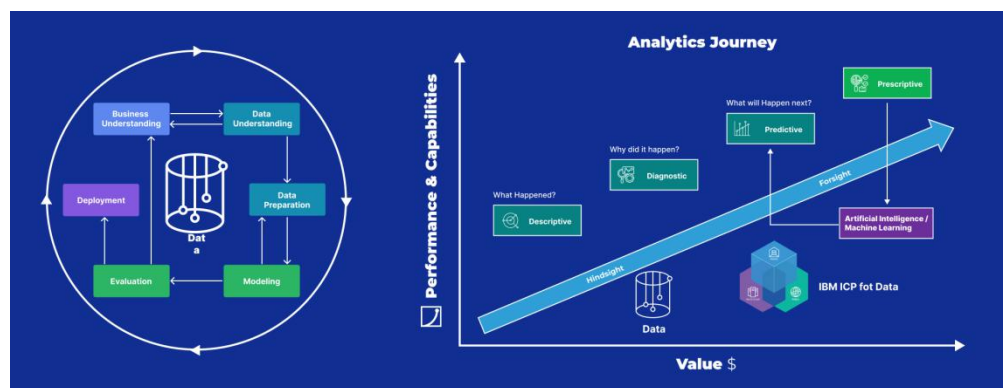 Business
Understanding
Data
Understanding
Deployment
Data
Preparation
Dat
a
Evaluation
Modeling
Analytics Journey
Performance & Capabilities
What Happened?
Descriptive
Why did it happen?
Diagnostic
What will Happen next?
Predictive
Prescriptive
Hindsight
Forsight
Artificial Intelligence /
Machine Learning
Data
IBM ICP fot Data
Value $